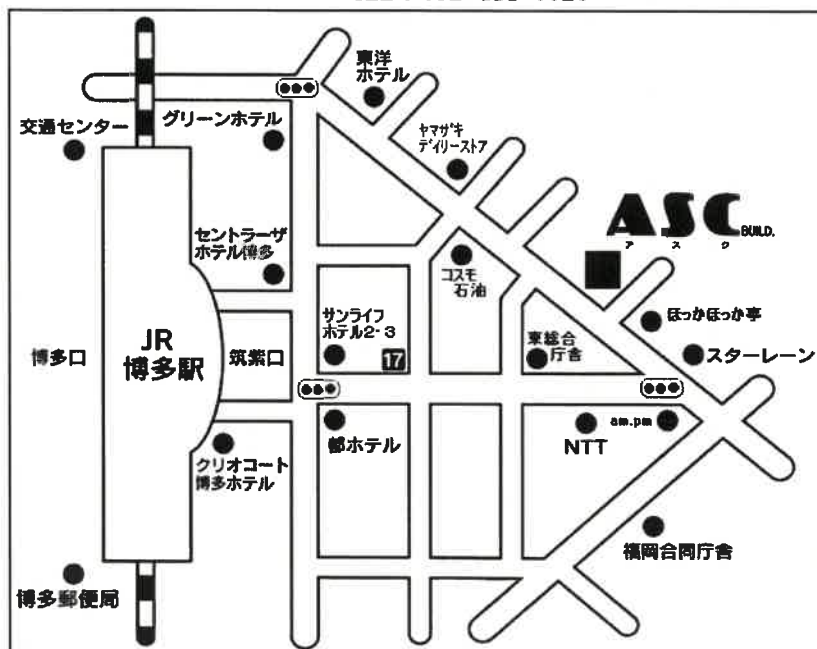 東洋
ホテル
交通センター
グリーンホテル
ヤマザキ
デイリーストア
ASC BUILD.
アスク
セントラーザ
ホテル博多
コスモ
石油
サンライフ
ホテル2・3
17
東総合
庁舎
ほっかほっか亭
スターレーン
博多口
JR
博多駅
筑紫口
都ホテル
NTT
am.pm
クリオコート
博多ホテル
福岡合同庁舎
博多郵便局